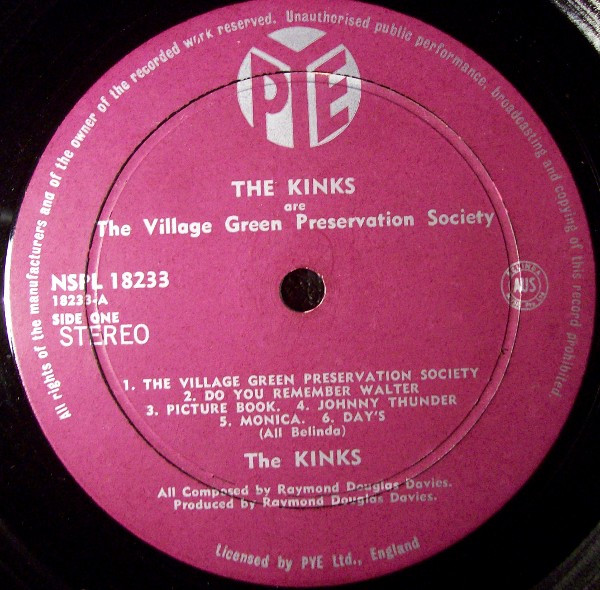 All rights of the manufacturers and of the owner of the recorded work reserved. Unauthorised public performance, broadcasting and copying of this record prohibited.
PYE
THE KINKS
are
The Village Green Preservation Society
NSPL 18233
18233-A
SIDE ONE
STEREO
AUS
1. THE VILLAGE GREEN PRESERVATION SOCIETY
2. DO YOU REMEMBER WALTER
3. PICTURE BOOK. 4. JOHNNY THUNDER
5. MONICA. 6. DAY'S
(All Belinda)
The KINKS
All Composed by Raymond Douglas Davies.
Produced by Raymond Douglas Davies.
Licensed by PYE Ltd., England